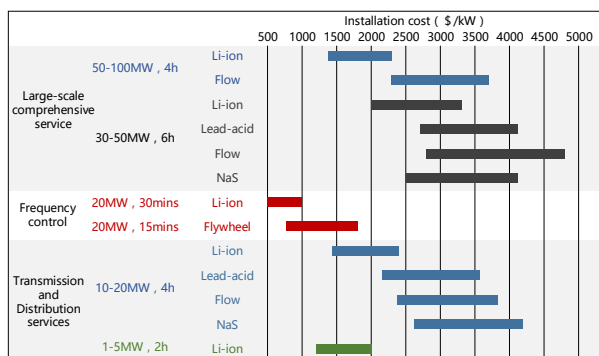 Installation cost ( $/kW)
500 1000 1500 2000 2500 3000 3500 4000 4500 5000
Large-scale
comprehensive
service
50-100MW , 4h
Li-ion
Flow
30-50MW , 6h
Li-ion
Lead-acid
Flow
NaS
Frequency
control
20MW , 30mins
Li-ion
20MW , 15mins
Flywheel
Transmission
and
Distribution
services
10-20MW , 4h
Li-ion
Lead-acid
Flow
NaS
1-5MW , 2h
Li-ion